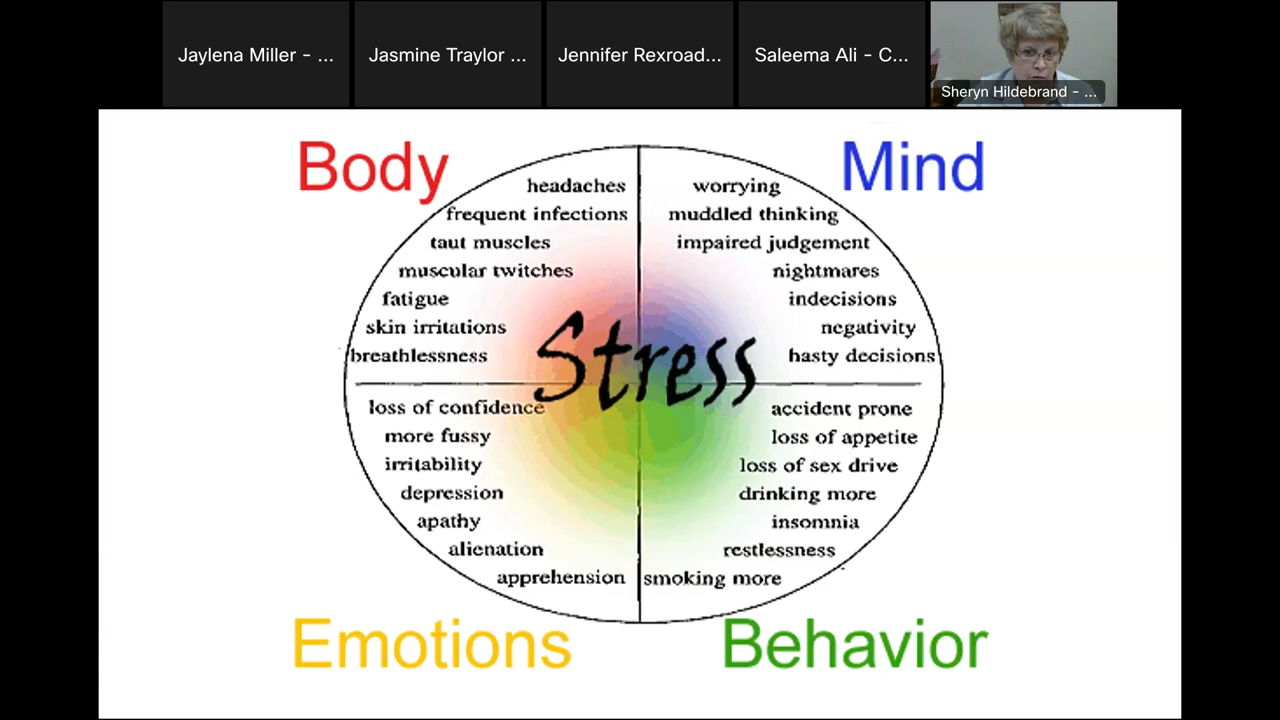 Jaylena Miller - ...
Jasmine Traylor ...
Jennifer Rexroad...
Saleema Ali - C...
Sheryn Hildebrand - ...
Body
Mind
headaches
frequent infections
taut muscles
muscular twitches
fatigue
skin irritations
breathlessness
worrying
muddled thinking
impaired judgement
nightmares
indecisions
negativity
hasty decisions
Stress
loss of confidence
more fussy
irritability
depression
apathy
alienation
apprehension
accident prone
loss of appetite
loss of sex drive
drinking more
insomnia
restlessness
smoking more
Emotions
Behavior